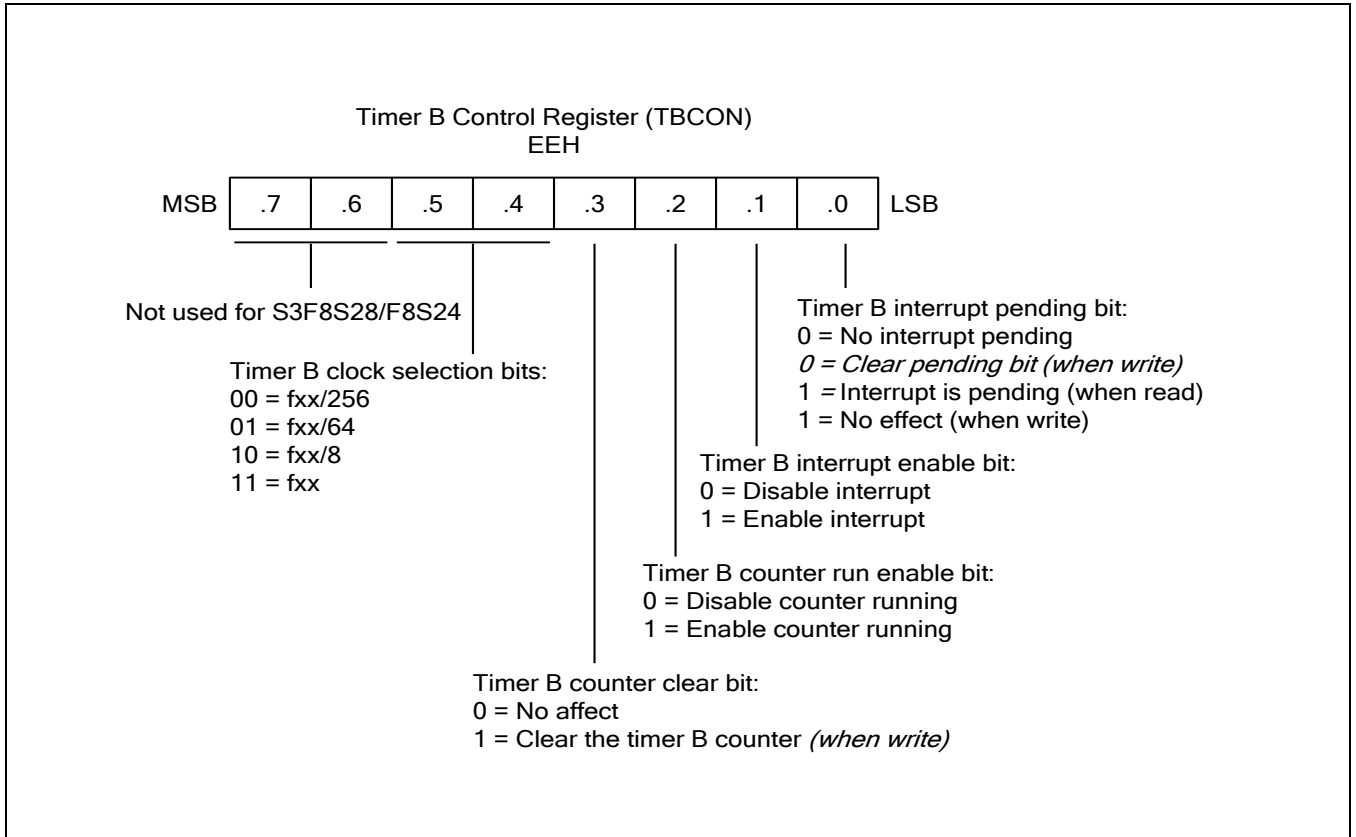 Timer B Control Register (TBCON)
EEH
MSB .7 .6 .5 .4 .3 .2 .1 .0 LSB
Not used for S3F8S28/F8S24
Timer B clock selection bits:
00 = fxx/256
01 = fxx/64
10 = fxx/8
11 = fxx
Timer B interrupt pending bit:
0 = No interrupt pending
0 = Clear pending bit (when write)
1 = Interrupt is pending (when read)
1 = No effect (when write)
Timer B interrupt enable bit:
0 = Disable interrupt
1 = Enable interrupt
Timer B counter run enable bit:
0 = Disable counter running
1 = Enable counter running
Timer B counter clear bit:
0 = No affect
1 = Clear the timer B counter (when write)